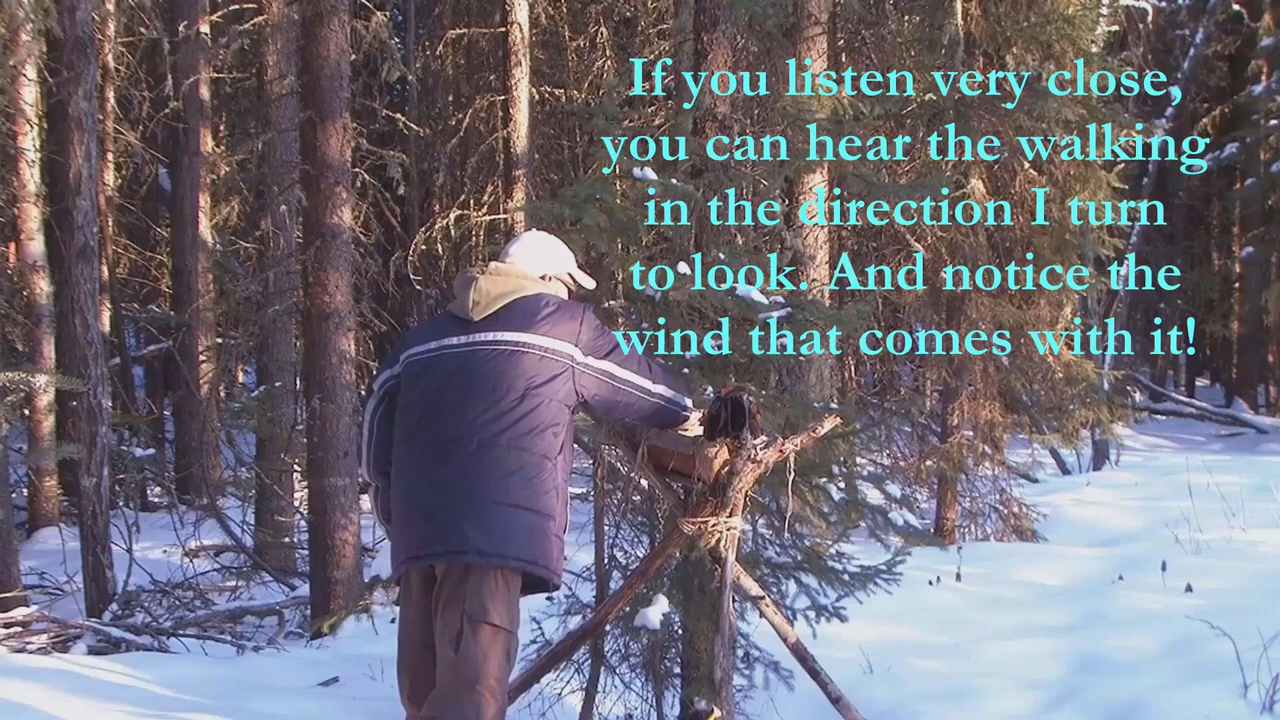 If you listen very close,
you can hear the walking
in the direction I turn
to look. And notice the
wind that comes with it!